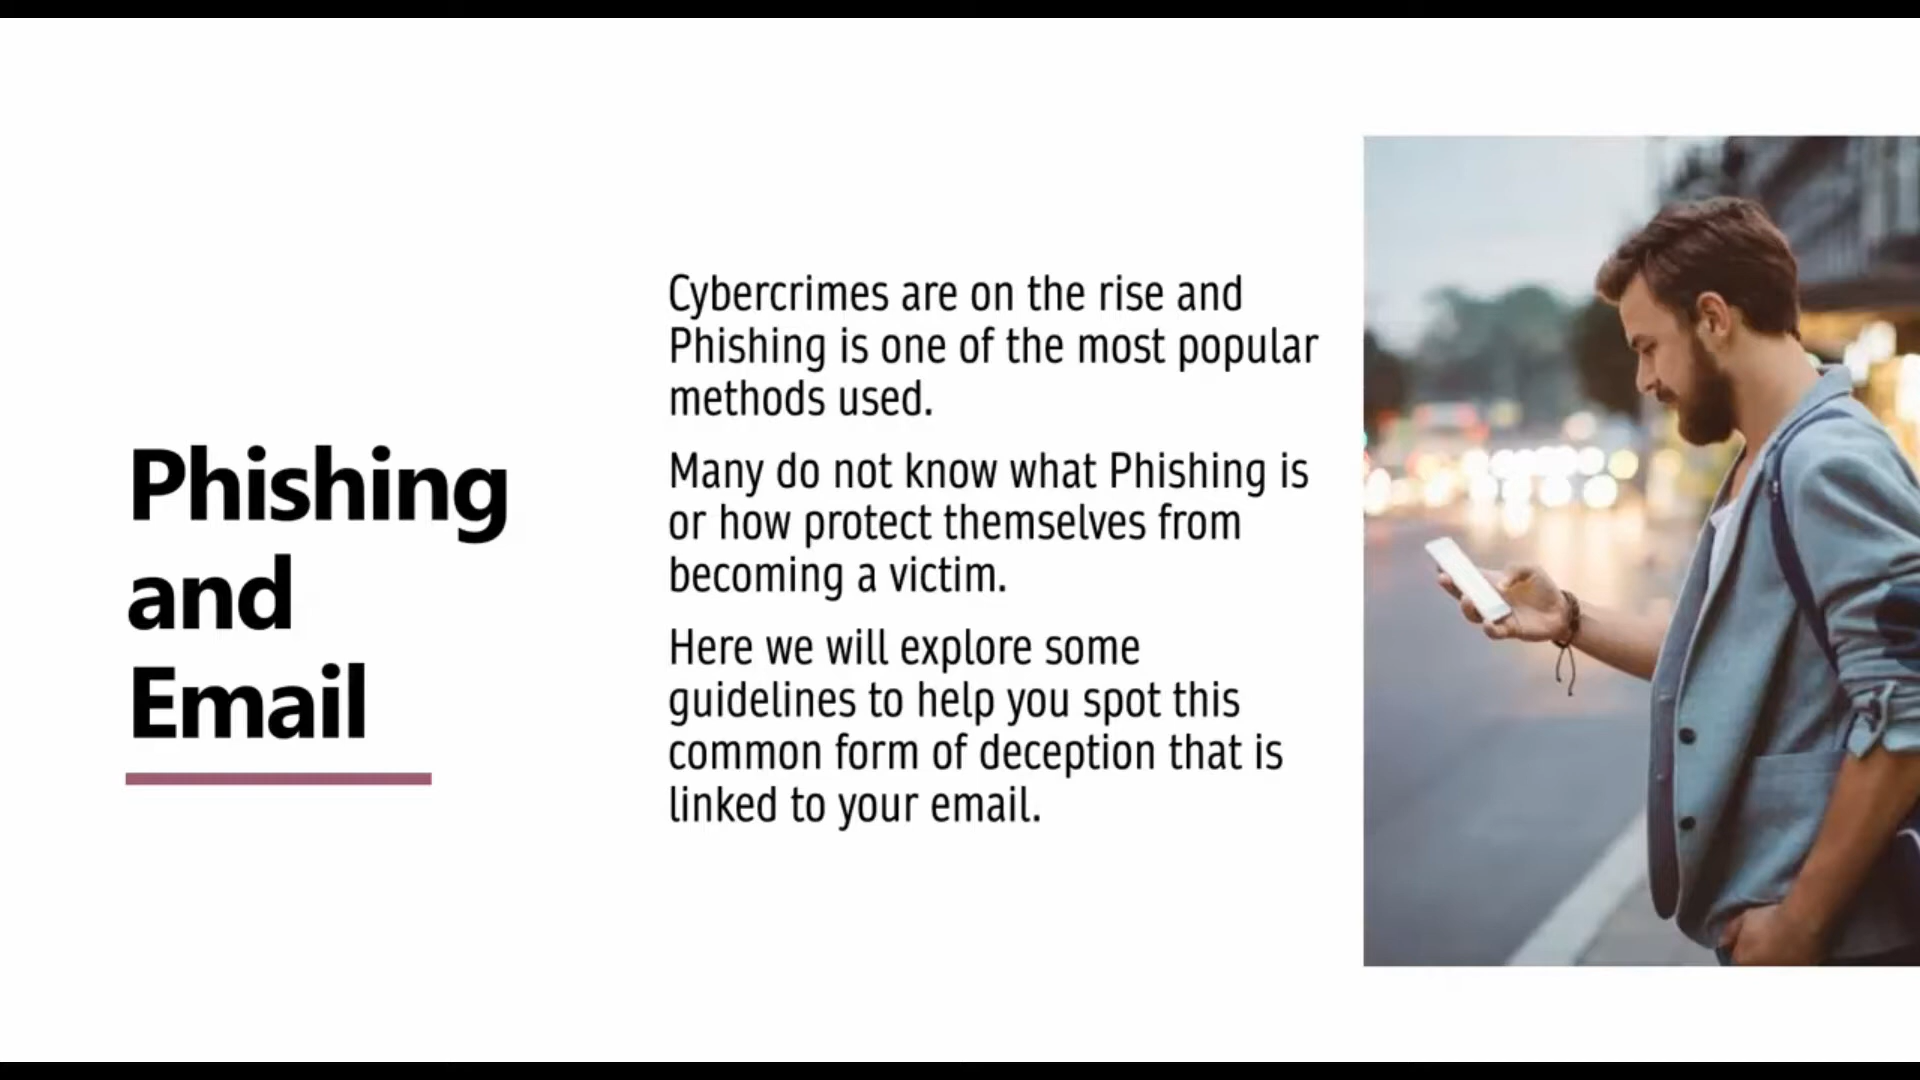 Phishing
and
Email
Cybercrimes are on the rise and
Phishing is one of the most popular
methods used.
Many do not know what Phishing is
or how protect themselves from
becoming a victim.
Here we will explore some
guidelines to help you spot this
common form of deception that is
linked to your email.